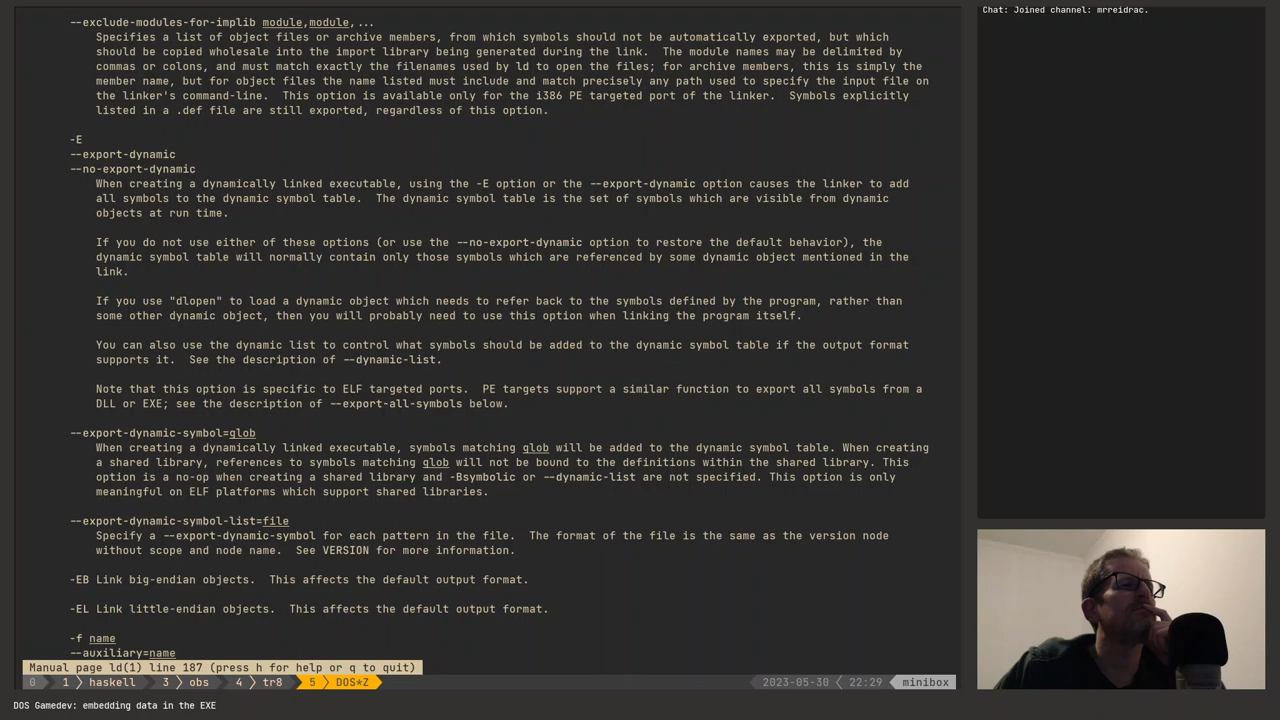 --exclude-modules-for-implib module,module,...
Specifies a list of object files or archive members, from which symbols should not be automatically exported, but which
should be copied wholesale into the import library being generated during the link.  The module names may be delimited by
commas or colons, and must match exactly the filenames used by ld to open the files; for archive members, this is simply the
member name, but for object files the name listed must include and match precisely any path used to specify the input file on
the linker's command-line.  This option is available only for the i386 PE targeted port of the linker.  Symbols explicitly
listed in a .def file are still exported, regardless of this option.
-E
--export-dynamic
--no-export-dynamic
When creating a dynamically linked executable, using the -E option or the --export-dynamic option causes the linker to add
all symbols to the dynamic symbol table.  The dynamic symbol table is the set of symbols which are visible from dynamic
objects at run time.
If you do not use either of these options (or use the --no-export-dynamic option to restore the default behavior), the
dynamic symbol table will normally contain only those symbols which are referenced by some dynamic object mentioned in the
link.
If you use "dlopen" to load a dynamic object which needs to refer back to the symbols defined by the program, rather than
some other dynamic object, then you will probably need to use this option when linking the program itself.
You can also use the dynamic list to control what symbols should be added to the dynamic symbol table if the output format
supports it.  See the description of --dynamic-list.
Note that this option is specific to ELF targeted ports.  PE targets support a similar function to export all symbols from a
DLL or EXE; see the description of --export-all-symbols below.
--export-dynamic-symbol=glob
When creating a dynamically linked executable, symbols matching glob will be added to the dynamic symbol table. When creating
a shared library, references to symbols matching glob will not be bound to the definitions within the shared library. This
option is a no-op when creating a shared library and -Bsymbolic or --dynamic-list are not specified. This option is only
meaningful on ELF platforms which support shared libraries.
--export-dynamic-symbol-list=file
Specify a --export-dynamic-symbol for each pattern in the file.  The format of the file is the same as the version node
without scope and node name.  See VERSION for more information.
-EB Link big-endian objects.  This affects the default output format.
-EL Link little-endian objects.  This affects the default output format.
-f name
--auxiliary=name
Manual page ld(1) line 187 (press h for help or q to quit)
0 1 haskell 3 obs 4 tr8 5 DOS*Z 2023-05-30 22:29 minibox
DOS Gamedev: embedding data in the EXE
Chat: Joined channel: mrreidrac.